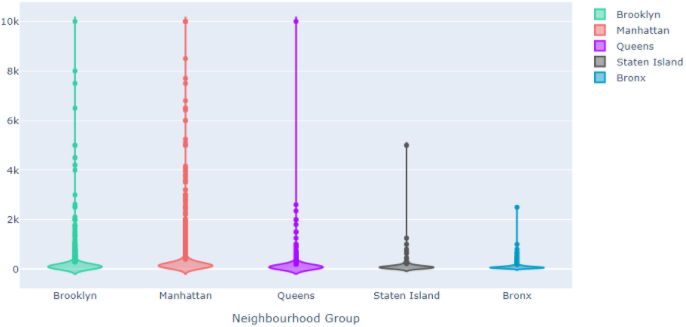 10k
8k
6k
4k
2k
0
Brooklyn
Manhattan
Queens
Staten Island
Bronx
Neighbourhood Group
Brooklyn
Manhattan
Queens
Staten Island
Bronx